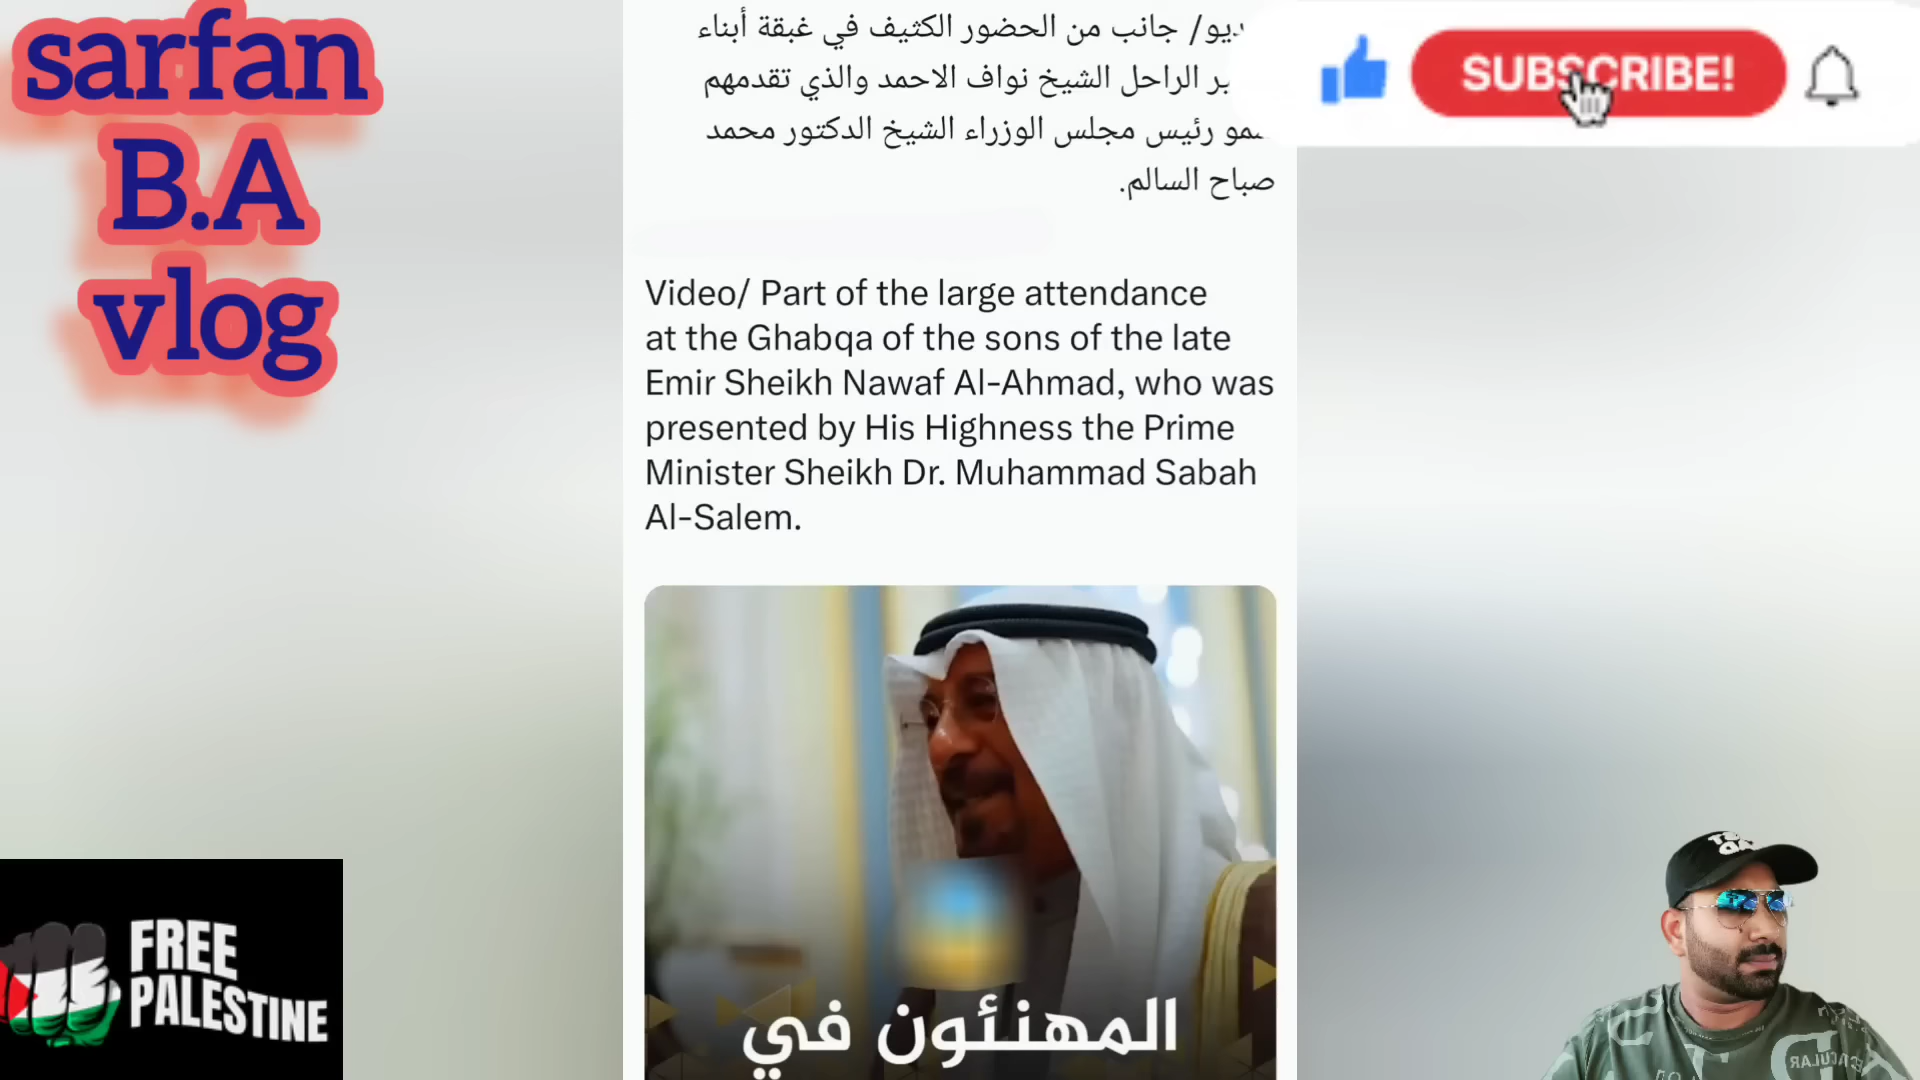 sarfan
B.A
vlog
جانب من الحضور الكثيف في غبقة أبناء
الراحل الشيخ نواف الاحمد والذي تقدمهم
رئيس مجلس الوزراء الشيخ الدكتور محمد
صباح السالم.
SUBSCRIBE!
Video/ Part of the large attendance
at the Ghabqa of the sons of the late
Emir Sheikh Nawaf Al-Ahmad, who was
presented by His Highness the Prime
Minister Sheikh Dr. Muhammad Sabah
Al-Salem.
المهنئون في
FREE
PALESTINE